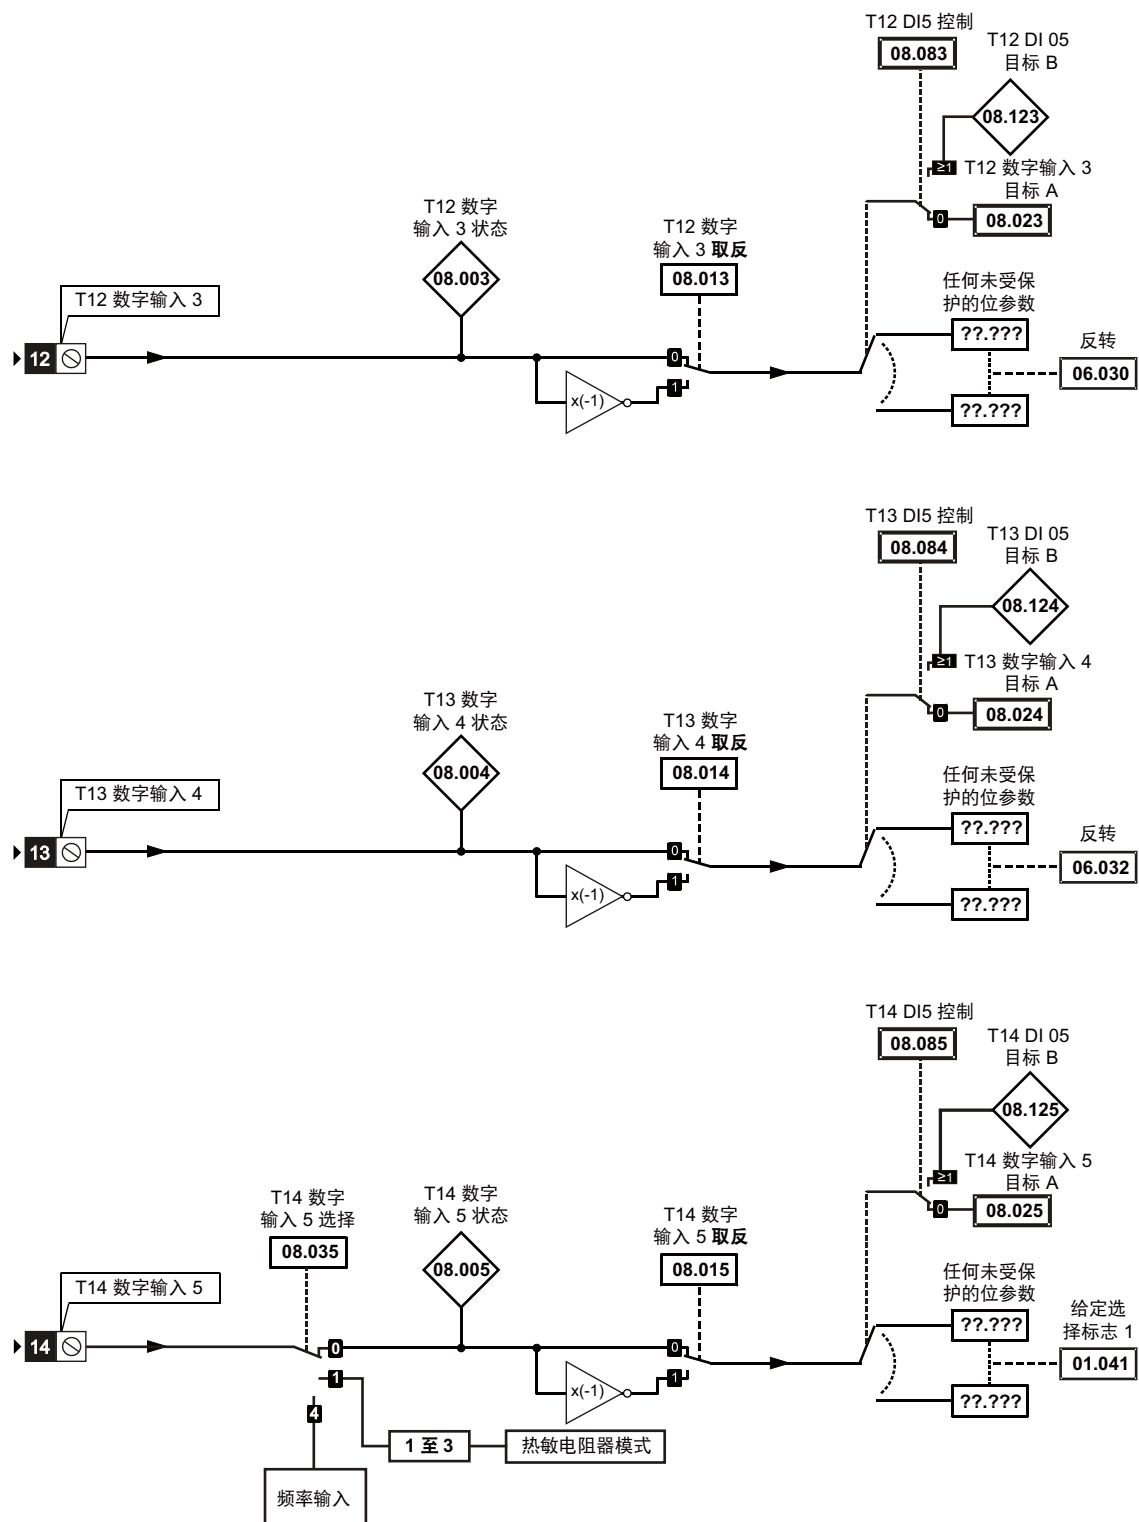 T12 DI5 控制
08.083
T12 DI 05
目标 B
08.123
≥1
T12 数字输入 3
目标 A
0
08.023
T12 数字
输入 3 状态
08.003
T12 数字
输入 3 取反
08.013
T12 数字输入 3
12
0
1
x(-1)
任何未受保
护的位参数
??.???
??.???
反转
06.030
T13 DI5 控制
08.084
T13 DI 05
目标 B
08.124
≥1
T13 数字输入 4
目标 A
0
08.024
T13 数字
输入 4 状态
08.004
T13 数字
输入 4 取反
08.014
T13 数字输入 4
13
0
1
x(-1)
任何未受保
护的位参数
??.???
??.???
反转
06.032
T14 DI5 控制
08.085
T14 DI 05
目标 B
08.125
≥1
T14 数字输入 5
目标 A
0
08.025
T14 数字
输入 5 选择
08.035
T14 数字
输入 5 状态
08.005
T14 数字
输入 5 取反
08.015
T14 数字输入 5
14
0
1
4
0
1
x(-1)
任何未受保
护的位参数
??.???
??.???
给定选
择标志 1
01.041
1 至 3
热敏电阻器模式
频率输入